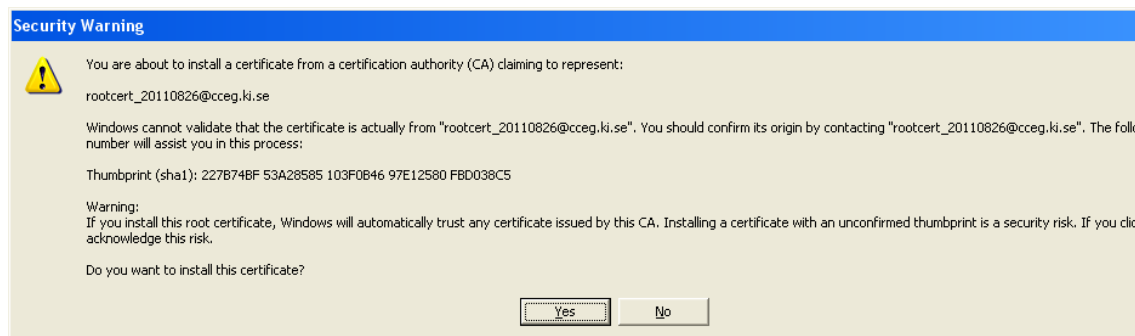 Security Warning
You are about to install a certificate from a certification authority (CA) claiming to represent:
rootcert_20110826@cceg.ki.se
Windows cannot validate that the certificate is actually from "rootcert_20110826@cceg.ki.se". You should confirm its origin by contacting "rootcert_20110826@cceg.ki.se". The
number will assist you in this process:
Thumbprint (sha1): 227B74BF 53A28585 103F0B46 97E12580 FBD038C5
Warning:
If you install this root certificate, Windows will automatically trust any certificate issued by this CA. Installing a certificate with an unconfirmed thumbprint is a security risk. If you
acknowledge this risk.
Do you want to install this certificate?
Yes No